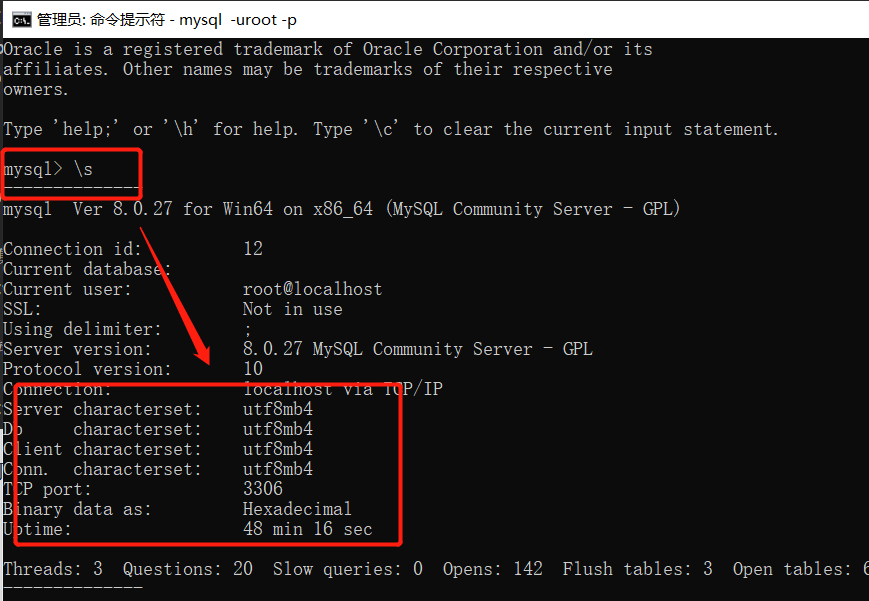 管理员: 命令提示符 - mysql -uroot -p
Oracle is a registered trademark of Oracle Corporation and/or its
affiliates. Other names may be trademarks of their respective
owners.
Type 'help;' or '\h' for help. Type '\c' to clear the current input statement.
mysql> \s
--------------
mysql  Ver 8.0.27 for Win64 on x86_64 (MySQL Community Server - GPL)
Connection id:          12
Current database:
Current user:           root@localhost
SSL:                    Not in use
Using delimiter:        ;
Server version:         8.0.27 MySQL Community Server - GPL
Protocol version:       10
Connection:             localhost via TCP/IP
Server characterset:    utf8mb4
Db     characterset:    utf8mb4
Client characterset:    utf8mb4
Conn.  characterset:    utf8mb4
TCP port:               3306
Binary data as:         Hexadecimal
Uptime:                 48 min 16 sec
Threads: 3  Questions: 20  Slow queries: 0  Opens: 142  Flush tables: 3  Open tables: 6
--------------